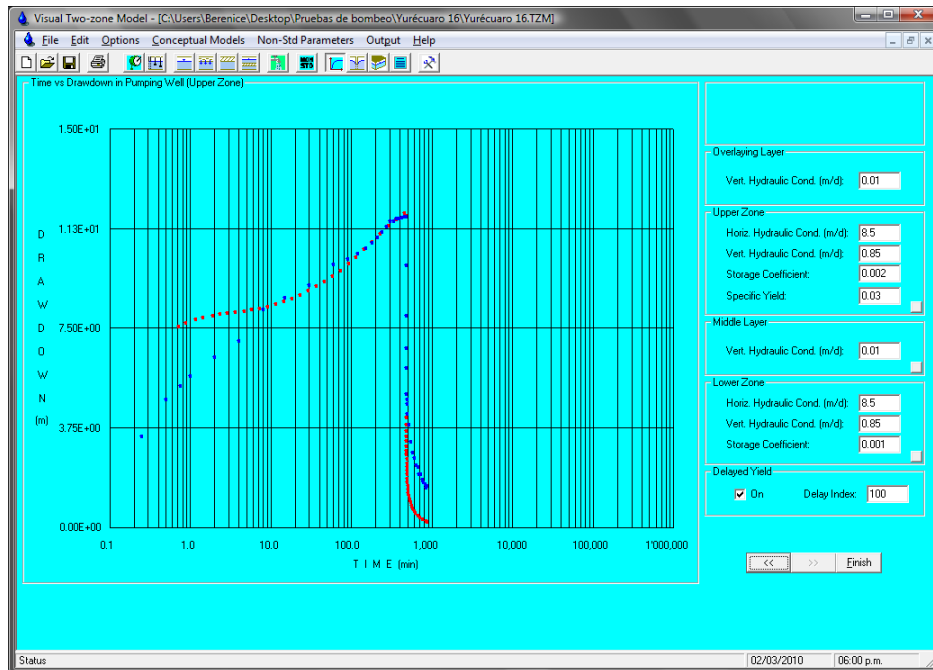 Visual Two-zone Model - [C:\Users\Berenice\Desktop\Pruebas de bombeo\Yurécuaro 16\Yurécuaro 16.TZM]
File Edit Options Conceptual Models Non-Std Parameters Output Help
NON STD
Time vs Drawdown in Pumping Well (Upper Zone)
1.50E+01
1.13E+01
7.50E+00
3.75E+00
0.00E+00
D
R
A
W
D
O
W
N
(m)
0.1 1.0 10.0 100.0 1,000 10,000 100,000 1'000,000
T I M E (min)
Overlaying Layer
Vert. Hydraulic Cond. (m/d): 0.01
Upper Zone
Horiz. Hydraulic Cond. (m/d): 8.5
Vert. Hydraulic Cond. (m/d): 0.85
Storage Coefficient: 0.002
Specific Yield: 0.03
Middle Layer
Vert. Hydraulic Cond. (m/d): 0.01
Lower Zone
Horiz. Hydraulic Cond. (m/d): 8.5
Vert. Hydraulic Cond. (m/d): 0.85
Storage Coefficient: 0.001
Delayed Yield
On Delay Index: 100
<< >> Finish
Status 02/03/2010 06:00 p.m.